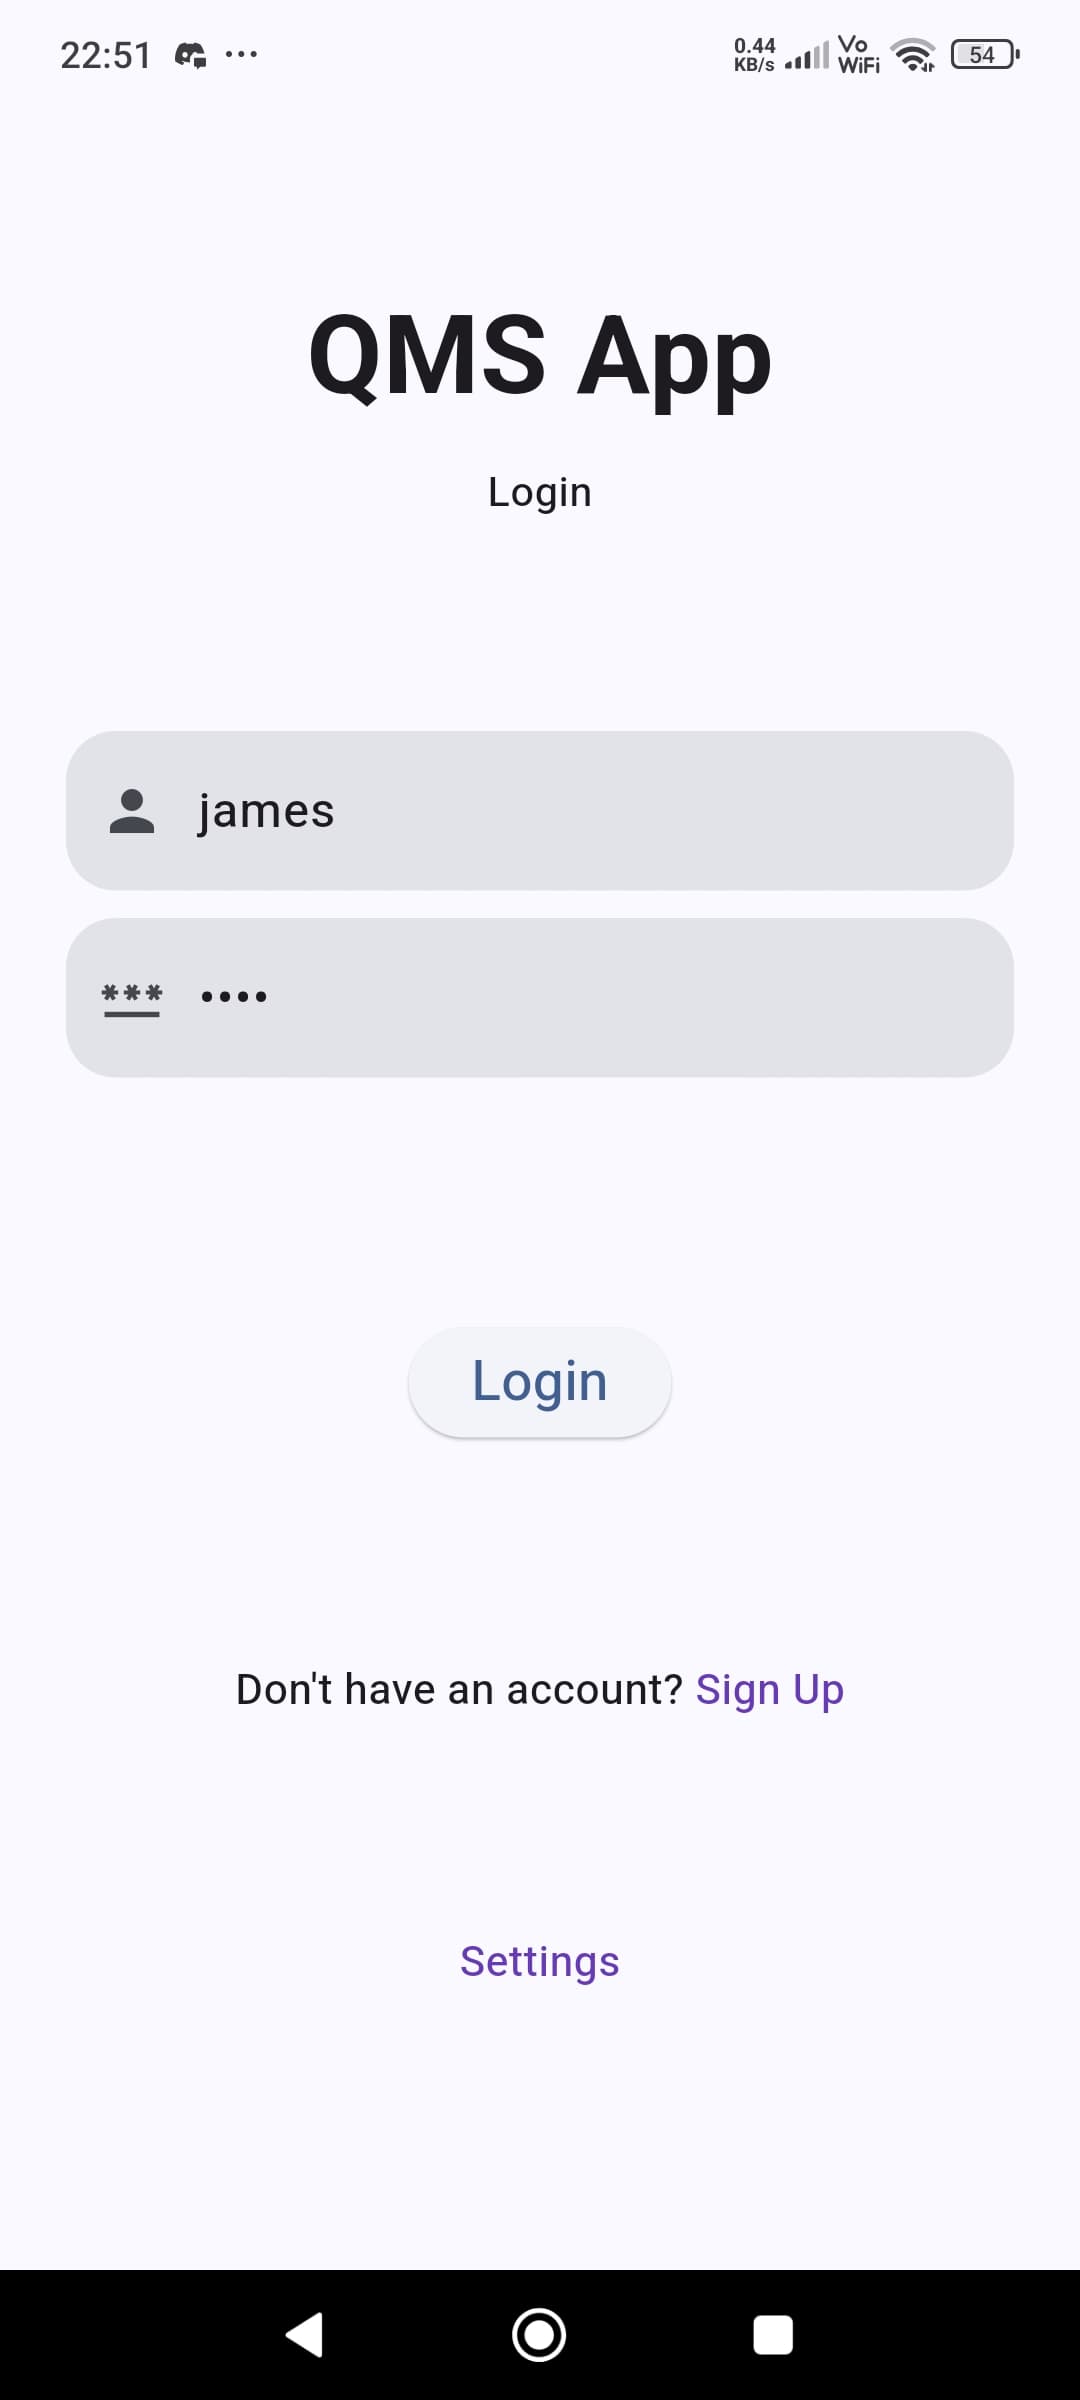 22:51 ... 0.44 KB/s Vo WiFi 54
QMS App
Login
james
*** ••••
Login
Don't have an account? Sign Up
Settings